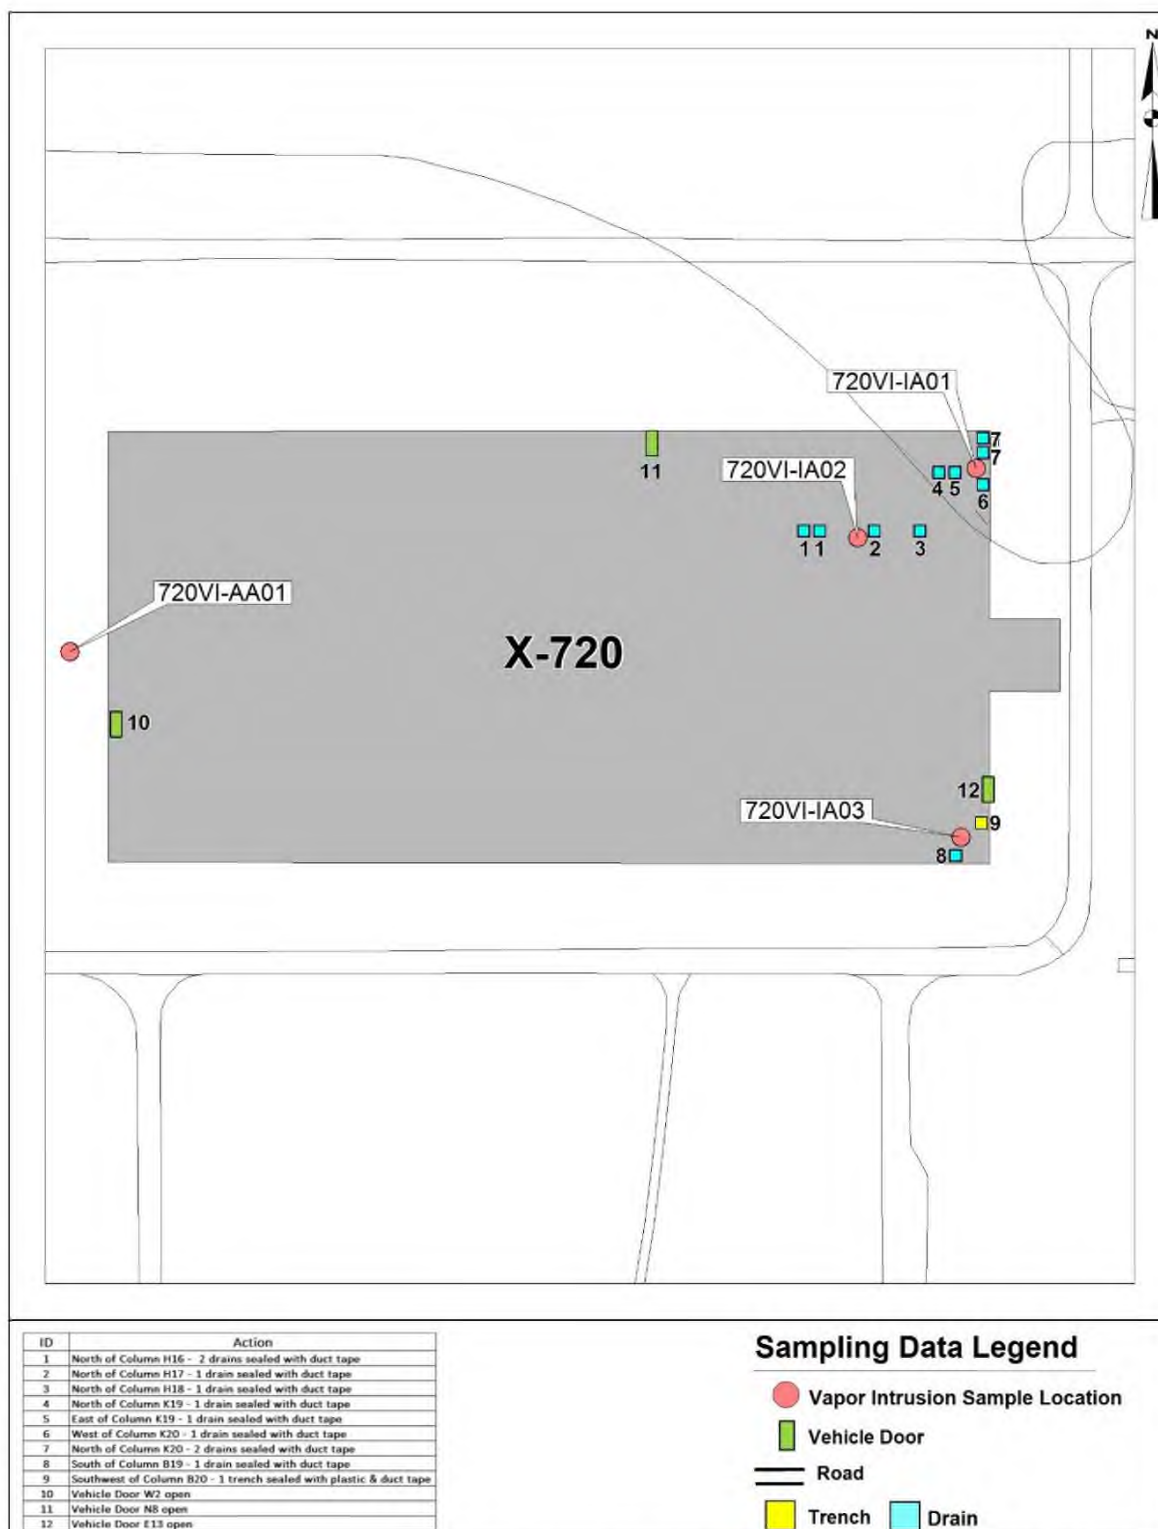 N
720VI-IA01
7
7
11
4 5
6
720VI-IA02
1 1 2 3
720VI-AA01
X-720
10
12
720VI-IA03
9
8
ID Action
1 North of Column H16 - 2 drains sealed with duct tape
2 North of Column H17 - 1 drain sealed with duct tape
3 North of Column H18 - 1 drain sealed with duct tape
4 North of Column K19 - 1 drain sealed with duct tape
5 East of Column K19 - 1 drain sealed with duct tape
6 West of Column K20 - 1 drain sealed with duct tape
7 North of Column K20 - 2 drains sealed with duct tape
8 South of Column B19 - 1 drain sealed with duct tape
9 Southwest of Column B20 - 1 trench sealed with plastic & duct tape
10 Vehicle Door W2 open
11 Vehicle Door N8 open
12 Vehicle Door E13 open
Sampling Data Legend
Vapor Intrusion Sample Location
Vehicle Door
Road
Trench Drain